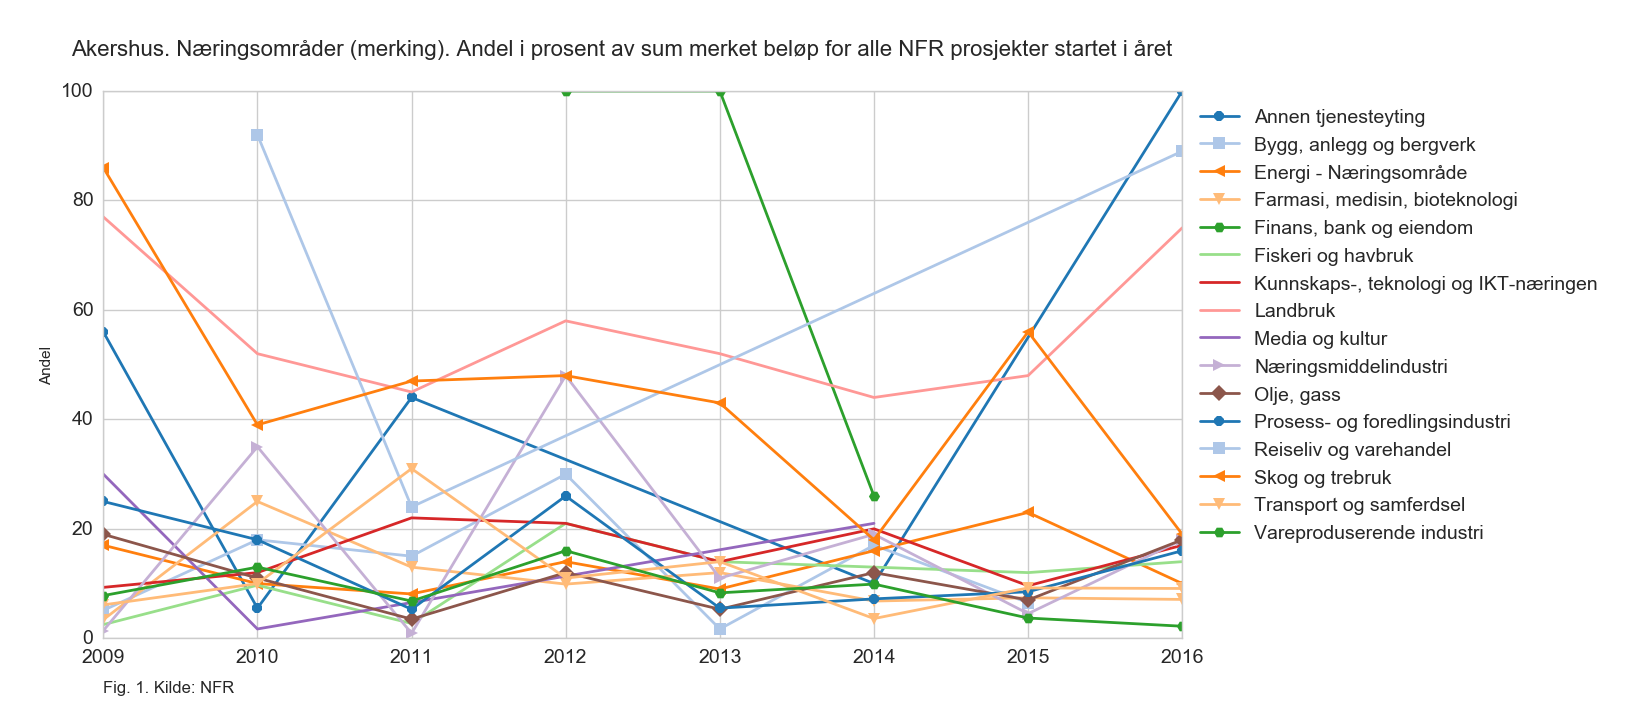 Akershus. Næringsområder (merking). Andel i prosent av sum merket beløp for alle NFR prosjekter startet i året
100
80
60
40
20
0
Andel
2009 2010 2011 2012 2013 2014 2015 2016
Annen tjenesteyting
Bygg, anlegg og bergverk
Energi - Næringsområde
Farmasi, medisin, bioteknologi
Finans, bank og eiendom
Fiskeri og havbruk
Kunnskaps-, teknologi og IKT-næringen
Landbruk
Media og kultur
Næringsmiddelindustri
Olje, gass
Prosess- og foredlingsindustri
Reiseliv og varehandel
Skog og trebruk
Transport og samferdsel
Vareproduserende industri
Fig. 1. Kilde: NFR